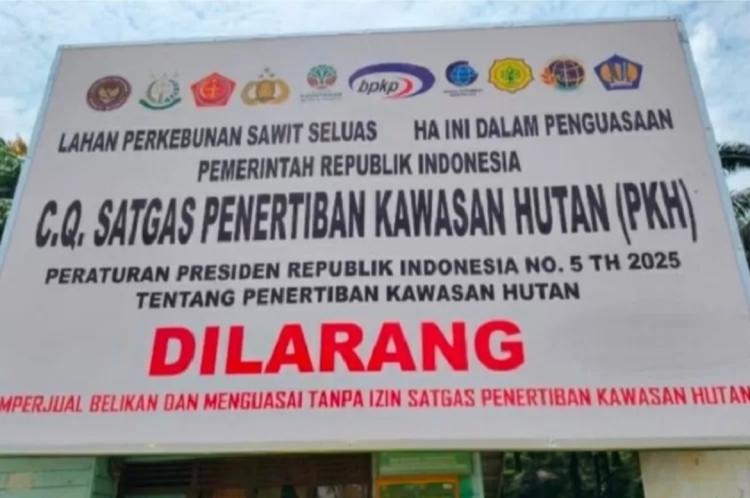 bpkp
LAHAN PERKEBUNAN SAWIT SELUAS HA INI DALAM PENGUASAAN
PEMERINTAH REPUBLIK INDONESIA
C.Q. SATGAS PENERTIBAN KAWASAN HUTAN (PKH)
PERATURAN PRESIDEN REPUBLIK INDONESIA NO. 5 TH 2025
TENTANG PENERTIBAN KAWASAN HUTAN
DILARANG
MPERJUAL BELIKAN DAN MENGUASAI TANPA IZIN SATGAS PENERTIBAN KAWASAN HUTAN